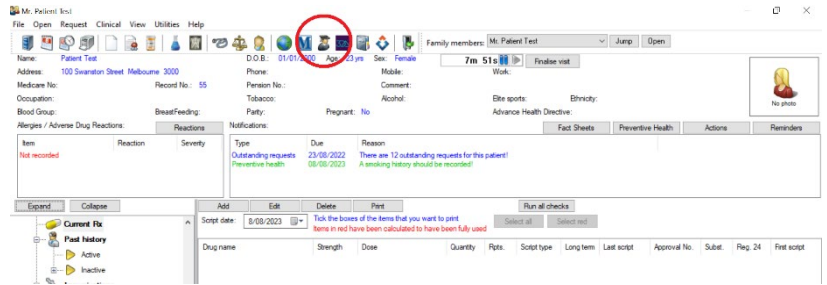 Mr. Patient Test
File Open Request Clinical View Utilities Help
Family members: Mr. Patient Test Jump Open
Name: Patient Test D.O.B.: 01/01/2000 Age: 23 yrs Sex: Female 7m 51s Finalise visit
Address: 100 Swanston Street Melbourne 3000 Phone: Mobile: Work:
Medicare No: Record No.: 55 Pension No.: Comment:
Occupation: Tobacco: Alcohol: Elite sports: Ethnicity:
Blood Group: BreastFeeding: Parity: Pregnant: No Advance Health Directive:
No photo
Allergies / Adverse Drug Reactions: Reactions Notifications: Fact Sheets Preventive Health Actions Reminders
Item Reaction Severity Type Due Reason
Not recorded Outstanding requests 23/08/2022 There are 12 outstanding requests for this patient!
Preventive health 08/08/2023 A smoking history should be recorded!
Expand Collapse Add Edit Delete Print Run all checks
Current Rx Script date: 8/08/2023 Tick the boxes of the items that you want to print Select all Select red
Items in red have been calculated to have been fully used
Past history Drug name Strength Dose Quantity Rpts. Script type Long term Last script Approval No. Subst. Reg. 24 First script
Active
Inactive